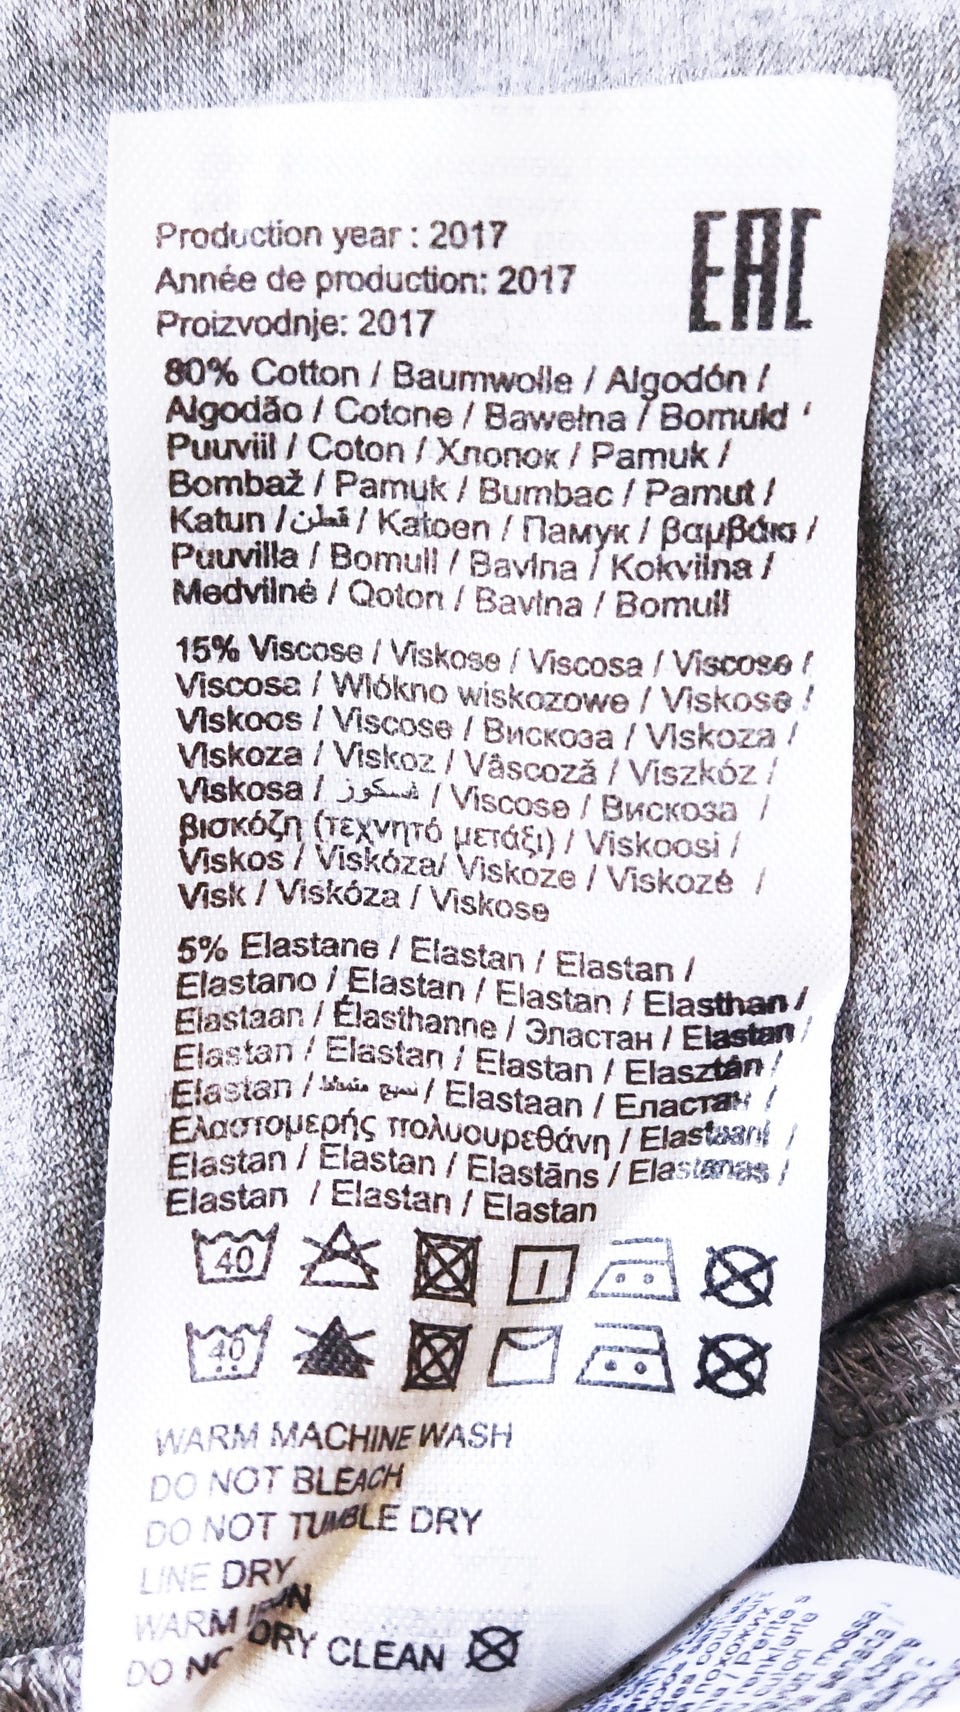 Production year : 2017
Année de production: 2017
Proizvodnje: 2017
EAC
80% Cotton / Baumwolle / Algodón /
Algodão / Cotone / Bawełna / Bomuld /
Puuviil / Coton / Хлопок / Pamuk /
Bombaž / Pamuk / Bumbac / Pamut /
Katun / قطن / Katoen / Памук / βαμβάκι /
Puuvilla / Bomull / Bavlna / Kokvilna /
Medvilné / Qoton / Bavlna / Bomull
15% Viscose / Viskose / Viscosa / Viscose /
Viscosa / Wlókno wiskozowe / Viskose /
Viskoos / Viscose / Вискоза / Viskoza /
Viskoza / Viskoz / Vâscoză / Viszkóz /
Viskosa / فسكوز / Viscose / Вискоза /
βισκόζη (τεχνητό μετάξι) / Viskoosi /
Viskos / Viskóza/ Viskoze / Viskozé /
Visk / Viskóza / Viskose
5% Elastane / Elastan / Elastan /
Elastano / Elastan / Elastan / Elasthan /
Elastaan / Élasthanne / Эластан / Elastan /
Elastan / Elastan / Elastan / Elasztán /
Elastan / نسيج / Elastaan / Еластан /
Ελαστομερής πολυουρεθάνη / Elastaani /
Elastan / Elastan / Elastāns / Elastanas /
Elastan / Elastan / Elastan
40
40
WARM MACHINE WASH
DO NOT BLEACH
DO NOT TUMBLE DRY
LINE DRY
WARM IRON
DO NOT DRY CLEAN